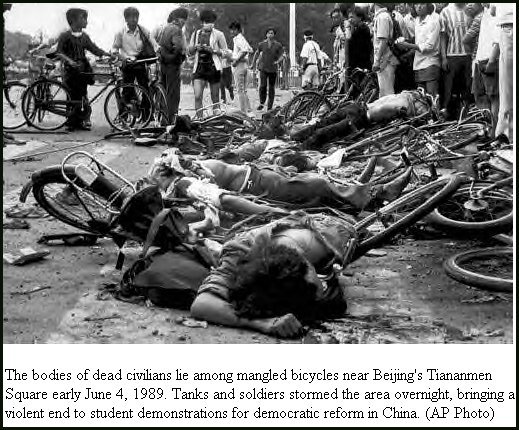 The bodies of dead civilians lie among mangled bicycles near Beijing's Tiananmen
Square early June 4, 1989. Tanks and soldiers stormed the area overnight, bringing a
violent end to student demonstrations for democratic reform in China. (AP Photo)